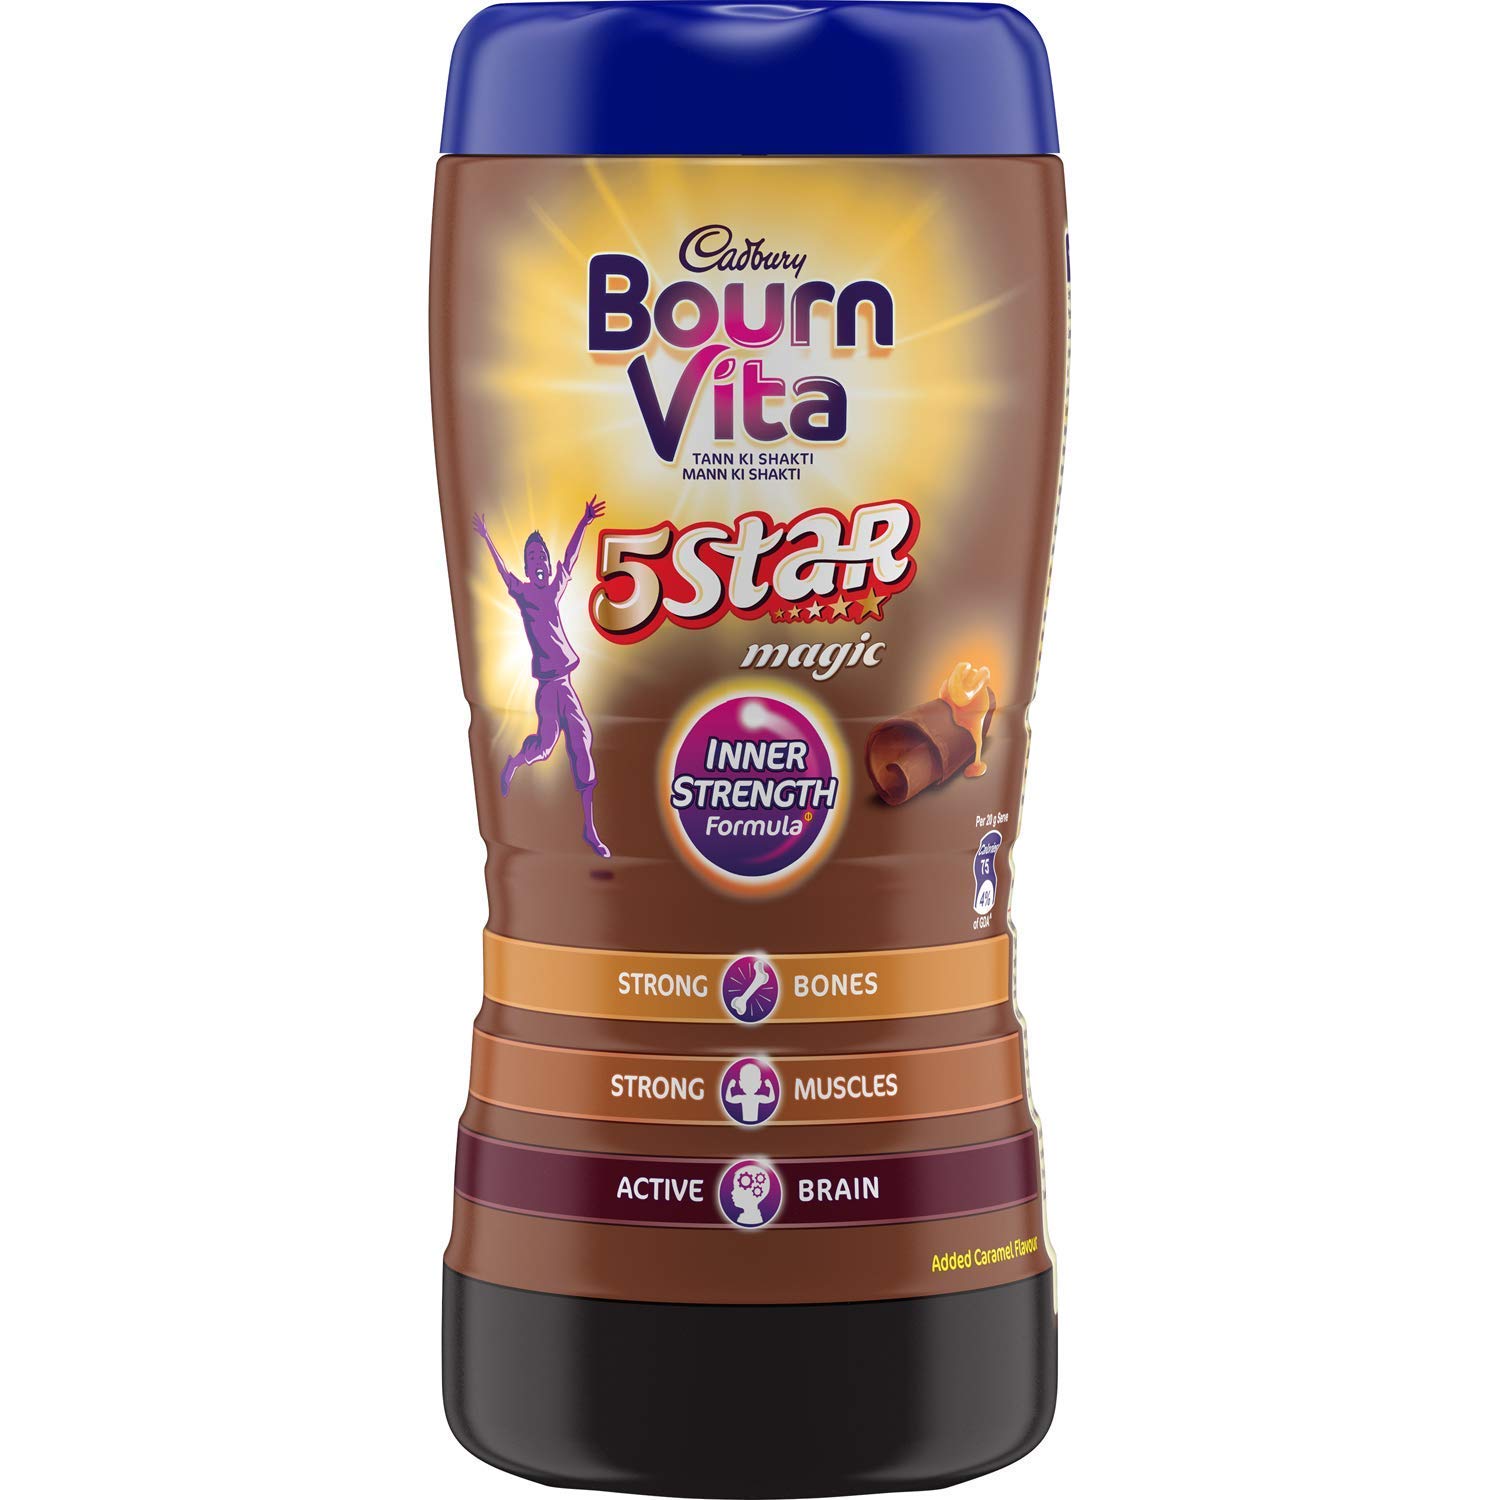 Cadbury
Bourn
Vita
TANN KI SHAKTI
MANN KI SHAKTI
5Star
magic
INNER
STRENGTH
Formula
Per 20 g Serve
Calories
75
4%
of GDA*
STRONG BONES
STRONG MUSCLES
ACTIVE BRAIN
Added Caramel Flavour